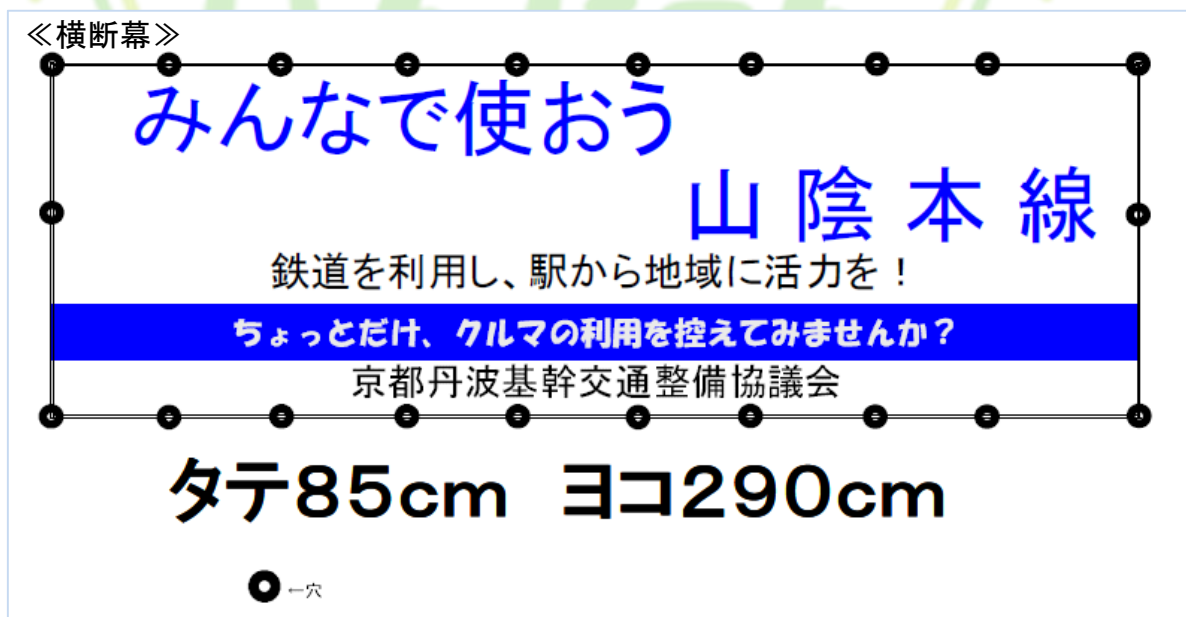 ≪横断幕≫
みんなで使おう
山陰本線
鉄道を利用し、駅から地域に活力を！
ちょっとだけ、クルマの利用を控えてみませんか？
京都丹波基幹交通整備協議会
タテ85cm　ヨコ290cm
←穴